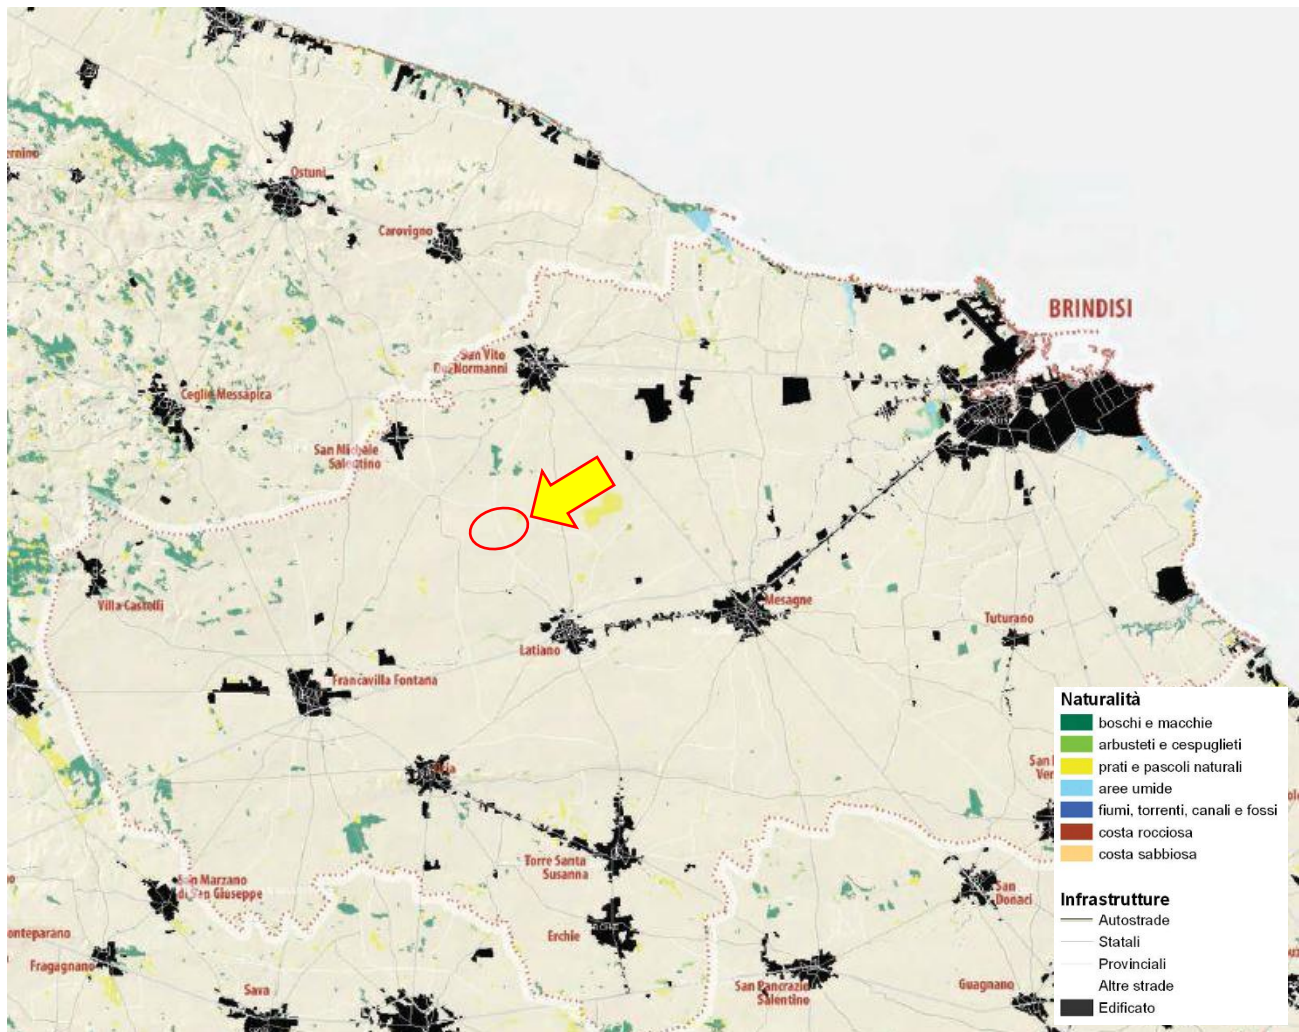 ernino
Ostuni
Carovigno
BRINDISI
San Vito
Dei Normanni
Ceglie Messapica
San Michele
Salentino
Villa Castelli
Mesagne
Tuturano
Latiano
Francavilla Fontana
Oria
Torre Santa
Susanna
San Marzano
di San Giuseppe
San
Donaci
Erchie
onteparano
Fragagnano
Sava
San Pancrazio
Salentino
Guagnano
Naturalità
boschi e macchie
arbusteti e cespuglieti
prati e pascoli naturali
aree umide
fiumi, torrenti, canali e fossi
costa rocciosa
costa sabbiosa
Infrastrutture
Autostrade
Statali
Provinciali
Altre strade
Edificato